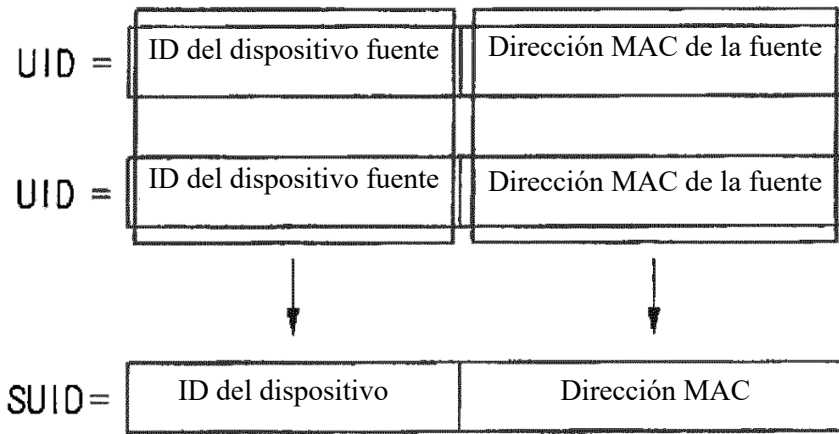 UID = ID del dispositivo fuente Dirección MAC de la fuente
UID = ID del dispositivo fuente Dirección MAC de la fuente
SUID= ID del dispositivo Dirección MAC